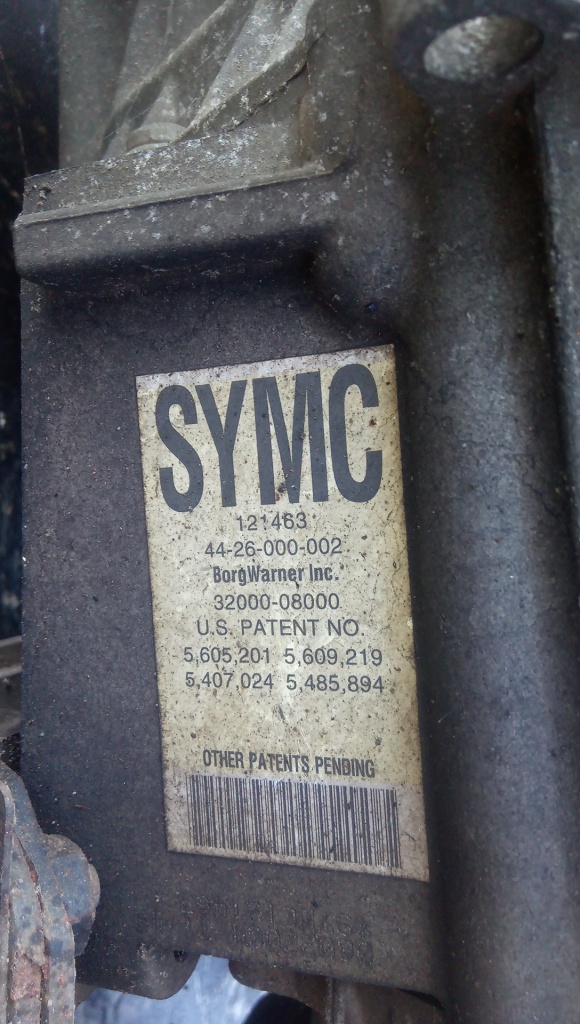 SYMC
121463
44-26-000-002
BorgWarner Inc.
32000-08000
U.S. PATENT NO.
5,605,201 5,609,219
5,407,024 5,485,894
OTHER PATENTS PENDING